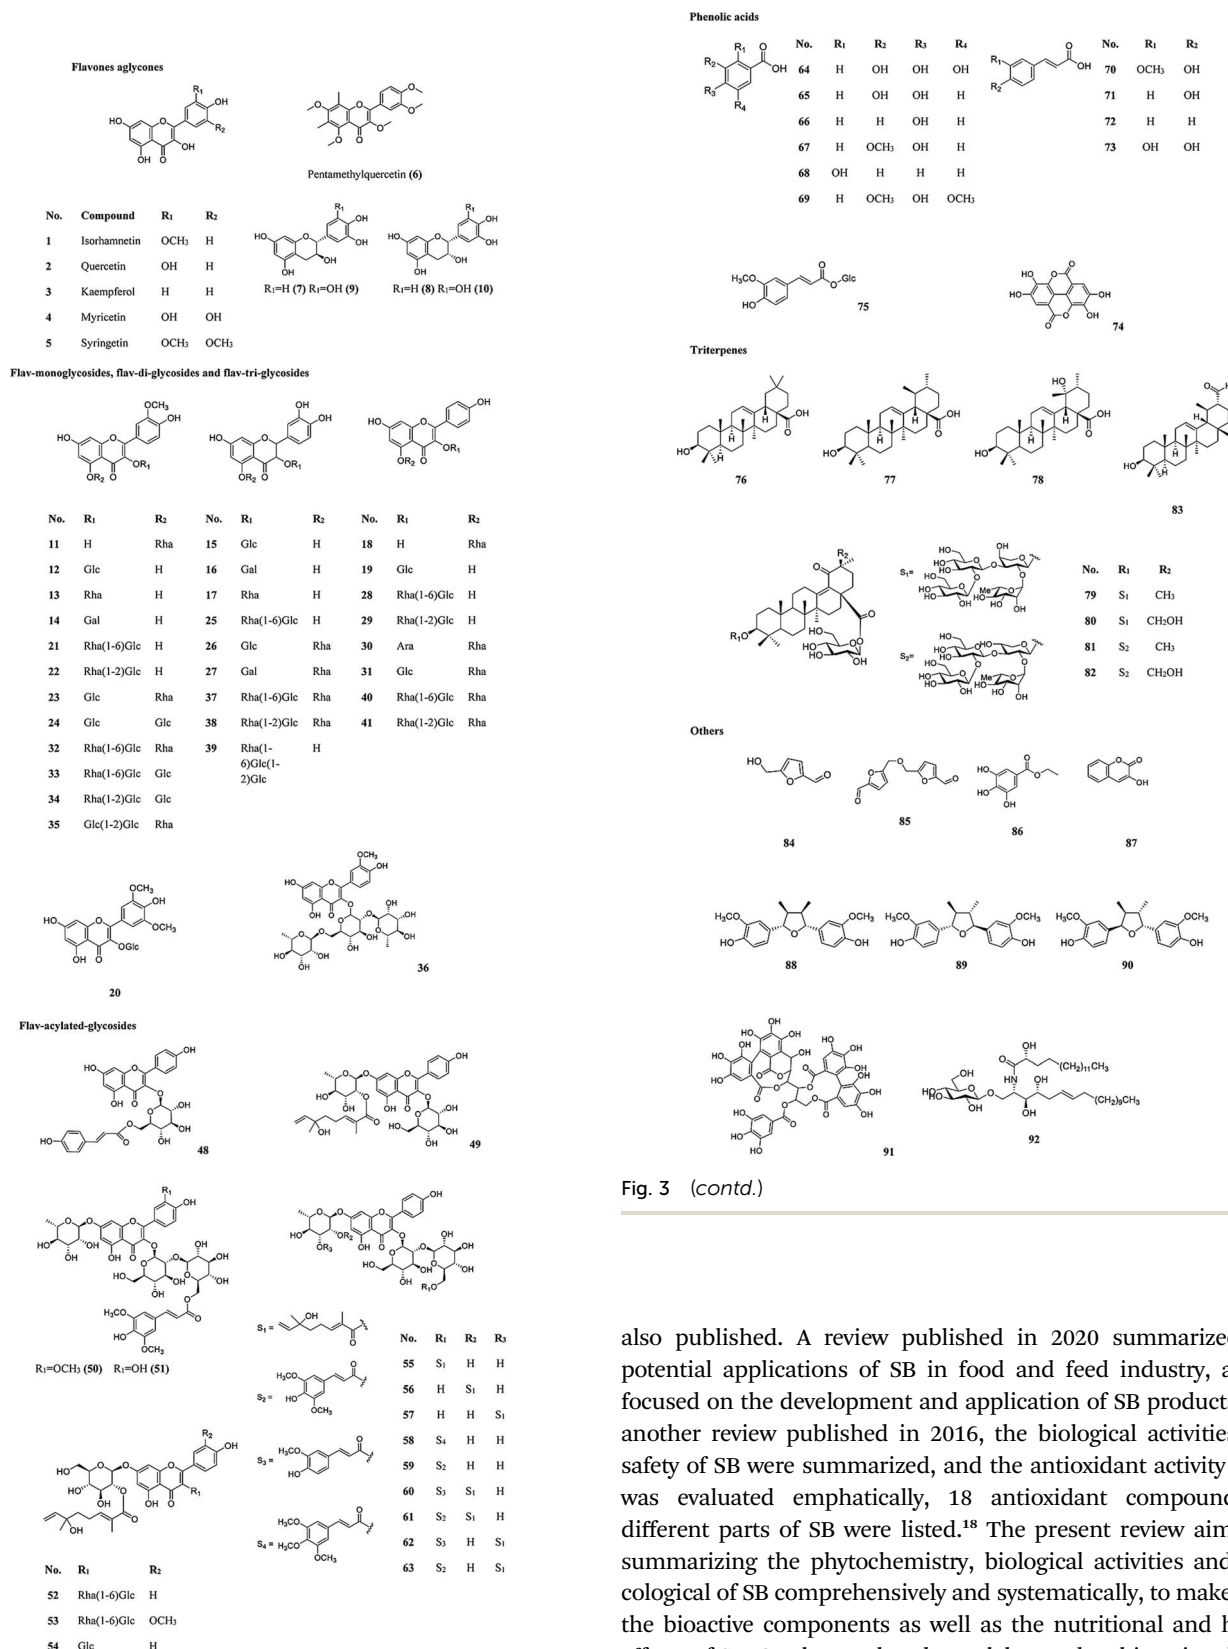 Flavones aglycones
Pentamethylquercetin (6)
No. Compound R1 R2
1 Isorhamnetin OCH3 H
2 Quercetin OH H
3 Kaempferol H H
4 Myricetin OH OH
5 Syringetin OCH3 OCH3
R1=H (7) R1=OH (9)
R1=H (8) R1=OH (10)
Flav-monoglycosides, flav-di-glycosides and flav-tri-glycosides
No. R1 R2 No. R1 R2 No. R1 R2
11 H Rha 15 Glc H 18 H Rha
12 Glc H 16 Gal H 19 Glc H
13 Rha H 17 Rha H 28 Rha(1-6)Glc H
14 Gal H 25 Rha(1-6)Glc H 29 Rha(1-2)Glc H
21 Rha(1-6)Glc H 26 Glc Rha 30 Ara Rha
22 Rha(1-2)Glc H 27 Gal Rha 31 Glc Rha
23 Glc Rha 37 Rha(1-6)Glc Rha 40 Rha(1-6)Glc Rha
24 Glc Glc 38 Rha(1-2)Glc Rha 41 Rha(1-2)Glc Rha
32 Rha(1-6)Glc Rha 39 Rha(1- H
6)Glc(1-
33 Rha(1-6)Glc Glc
2)Glc
34 Rha(1-2)Glc Glc
35 Glc(1-2)Glc Rha
20
36
Flav-acylated-glycosides
48
49
R1=OCH3 (50) R1=OH (51)
S1=
S2=
S3=
S4=
No. R1 R2 R3
55 S1 H H
56 H S1 H
57 H H S1
58 S4 H H
59 S2 H H
60 S3 S1 H
61 S2 S1 H
62 S3 H S1
63 S2 H S1
No. R1 R2
52 Rha(1-6)Glc H
53 Rha(1-6)Glc OCH3
54 Glc H
Phenolic acids
No. R1 R2 R3 R4
64 H OH OH OH
65 H OH OH H
66 H H OH H
67 H OCH3 OH H
68 OH H H H
69 H OCH3 OH OCH3
No. R1 R2
70 OCH3 OH
71 H OH
72 H H
73 OH OH
75
74
Triterpenes
76
77
78
83
S1=
S2=
No. R1 R2
79 S1 CH3
80 S1 CH2OH
81 S2 CH3
82 S2 CH2OH
Others
84
85
86
87
88
89
90
91
92
Fig. 3 (contd.)
also published. A review published in 2020 summarize
potential applications of SB in food and feed industry, a
focused on the development and application of SB product
another review published in 2016, the biological activities
safety of SB were summarized, and the antioxidant activity
was evaluated emphatically, 18 antioxidant compound
different parts of SB were listed.18 The present review aim
summarizing the phytochemistry, biological activities and
cological of SB comprehensively and systematically, to make
the bioactive components as well as the nutritional and h